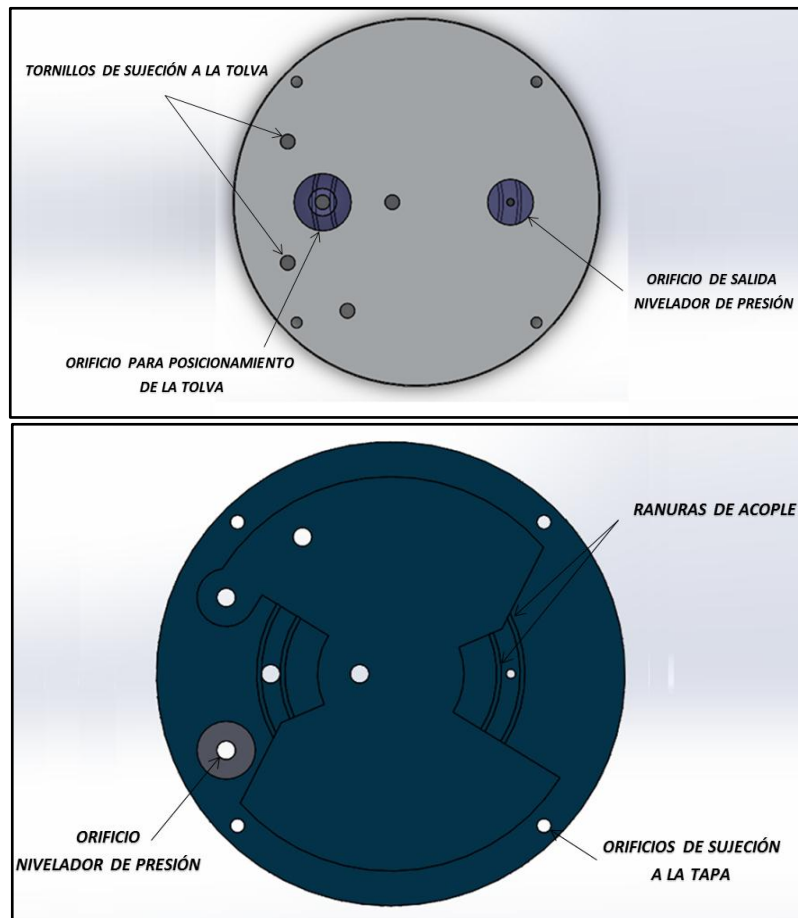 TORNILLOS DE SUJECIÓN A LA TOLVA
ORIFICIO DE SALIDA
NIVELADOR DE PRESIÓN
ORIFICIO PARA POSICIONAMIENTO
DE LA TOLVA
RANURAS DE ACOPLE
ORIFICIO
NIVELADOR DE PRESIÓN
ORIFICIOS DE SUJECIÓN
A LA TAPA